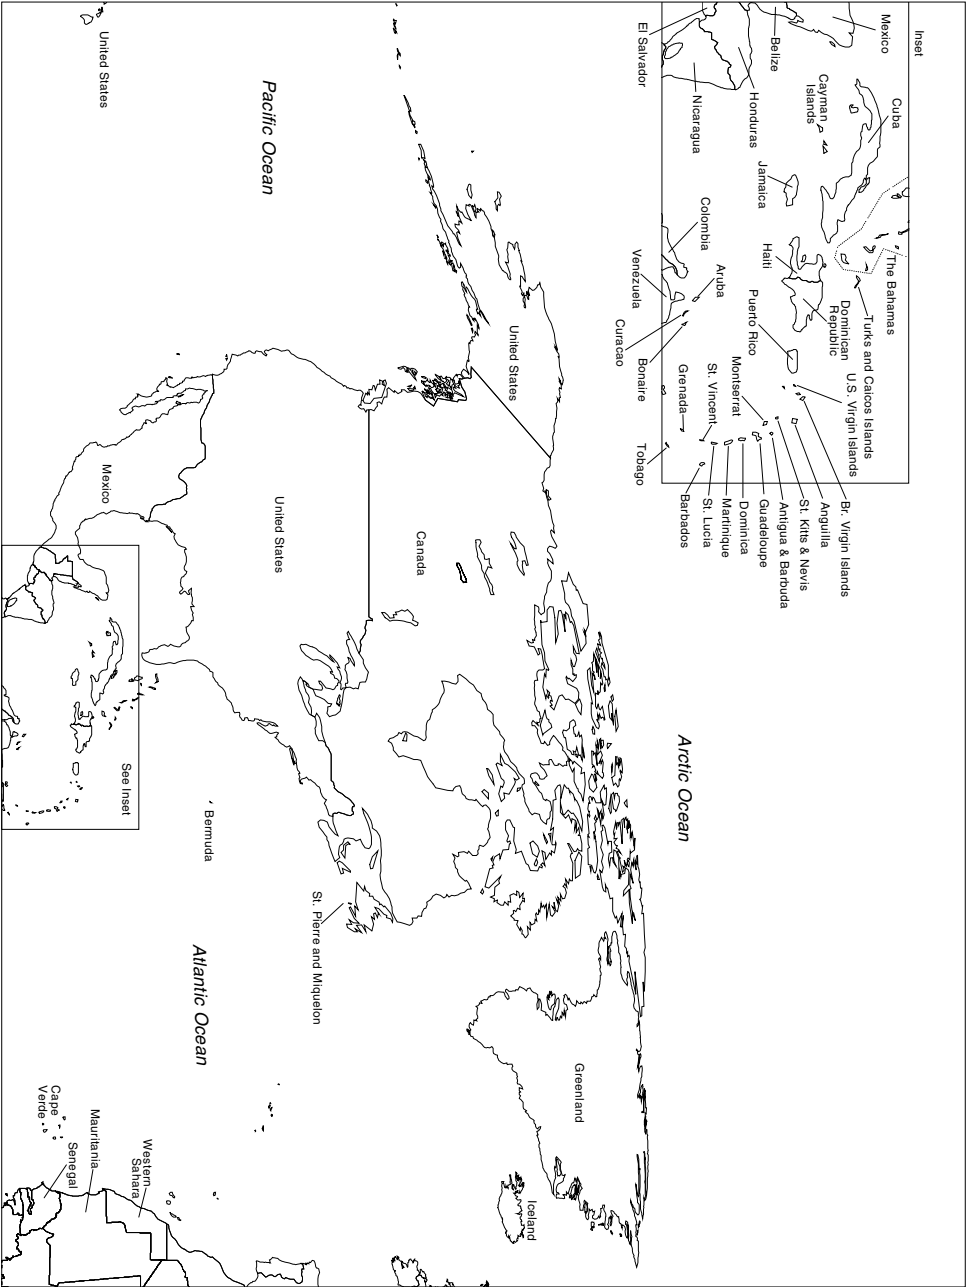 Inset
Mexico
Cuba
The Bahamas
Turks and Caicos Islands
U.S. Virgin Islands
Br. Virgin Islands
Anguilla
St. Kitts & Nevis
Antigua & Barbuda
Guadeloupe
Dominica
Martinique
St. Lucia
Barbados
Cayman
Islands
Dominican
Republic
Belize
Honduras
Jamaica
Haiti
Puerto Rico
Montserrat
St. Vincent
Grenada
Nicaragua
Colombia
Aruba
El Salvador
Venezuela
Curacao
Bonaire
Tobago
Arctic Ocean
Greenland
Iceland
United States
Canada
United States
St. Pierre and Miquelon
Pacific Ocean
Bermuda
Atlantic Ocean
United States
Mexico
See Inset
Western
Sahara
Mauritania
Senegal
Cape
Verde